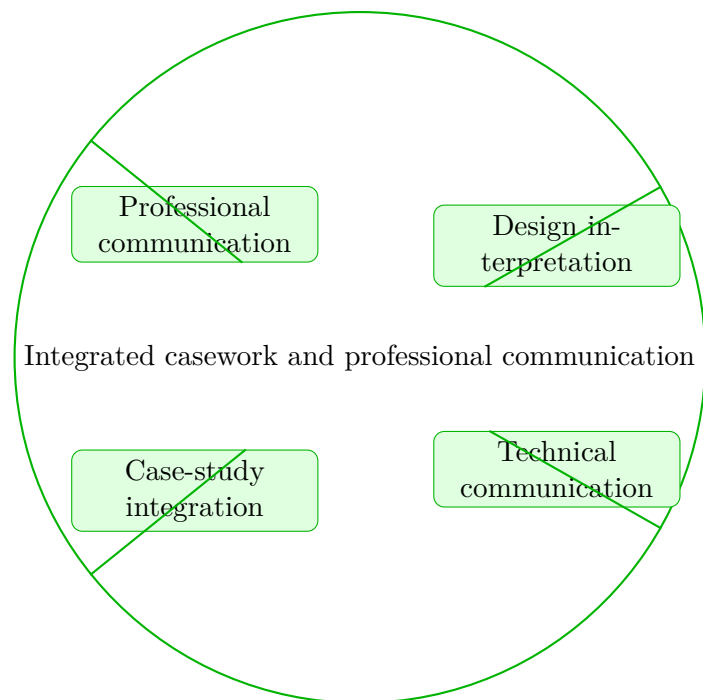 Professional
communication
Design in-
terpretation
Integrated casework and professional communication
Case-study
integration
Technical
communication